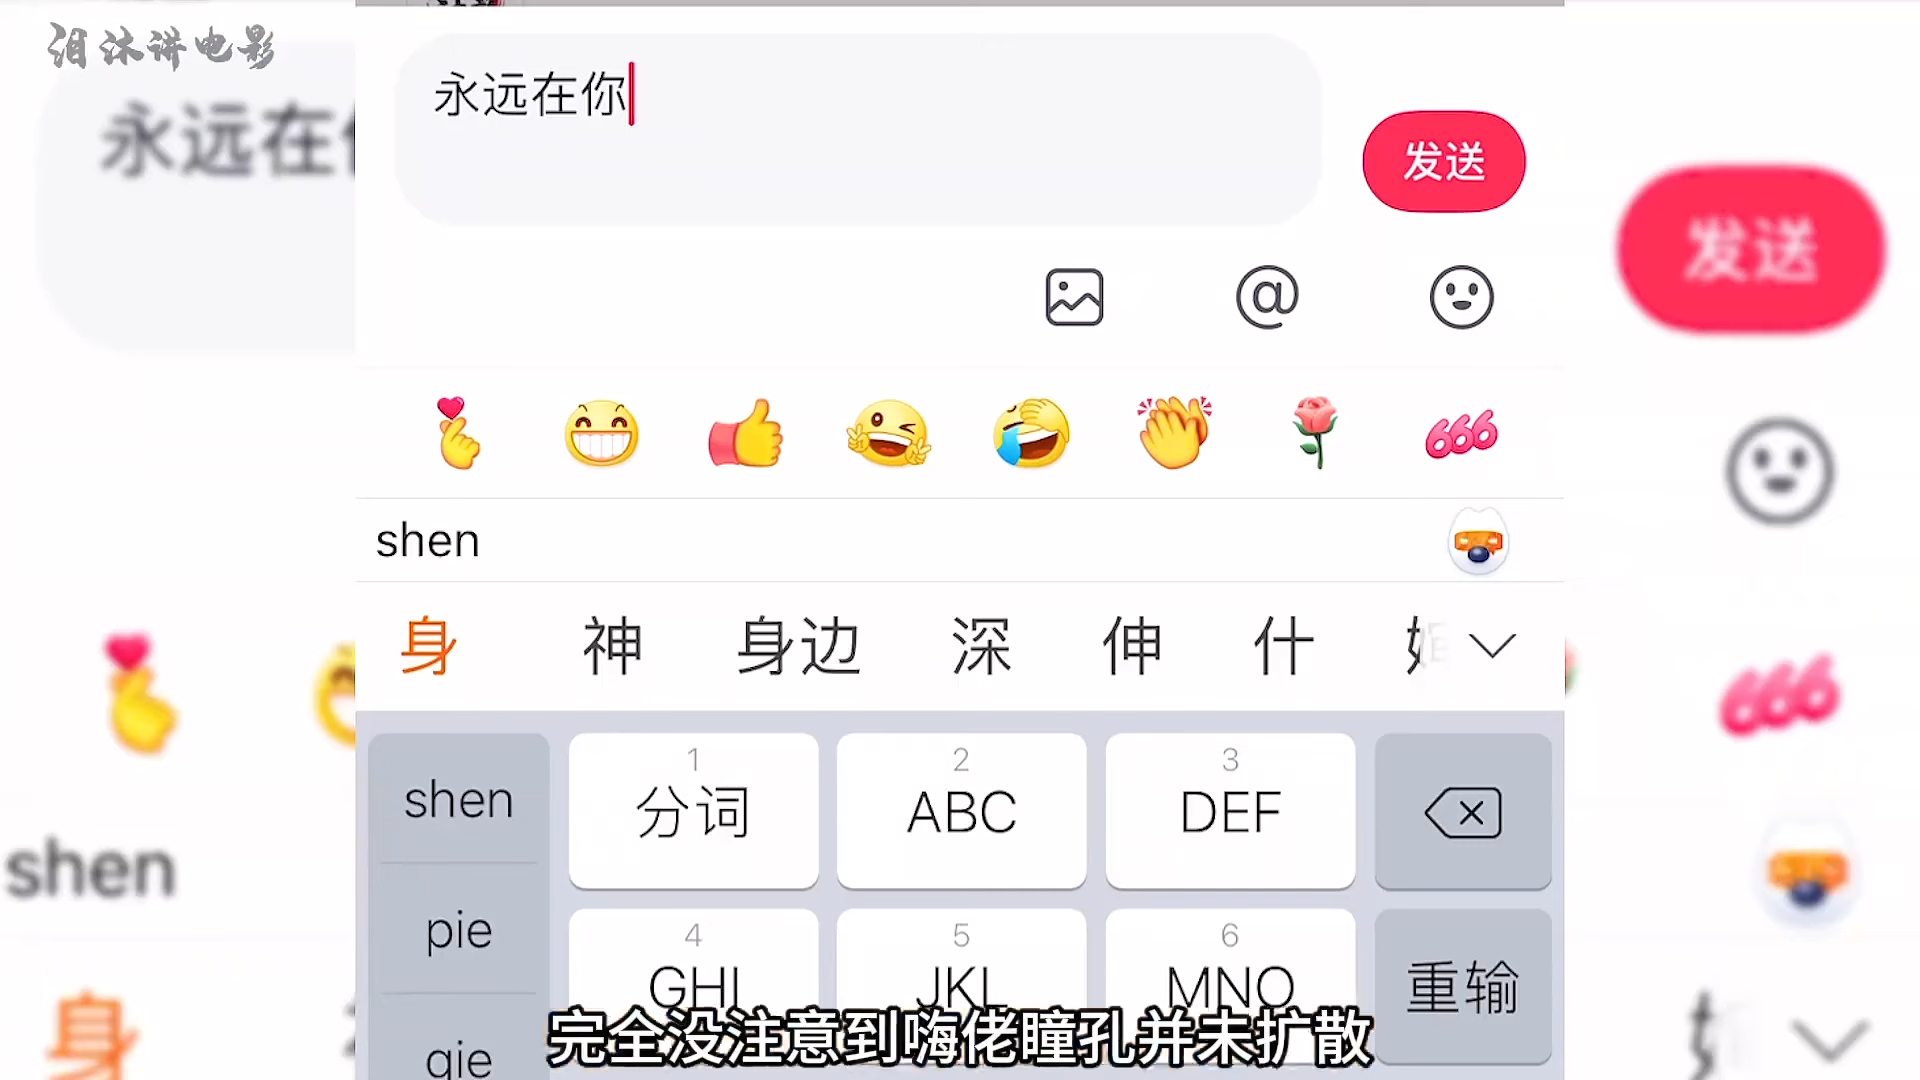 泪沐讲电影
永远在你
发送
shen
身 神 身边 深 伸 什
shen
pie
qie
1
分词
2
ABC
3
DEF
4
GHI
5
JKL
6
MNO
重输
完全没注意到嗨佬瞳孔并未扩散